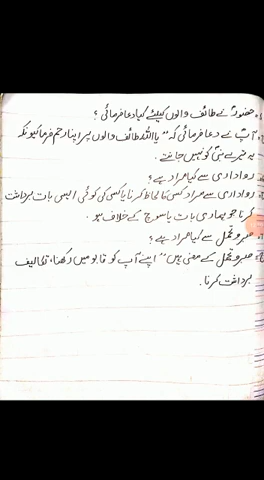 حضورؐ نے طائف والوں کیلئے کیا دعا فرمائی ؟
آپؐ نے دعا فرمائی کہ "یا اللہ طائف والوں پر اپنا رحم فرما کیونکہ
یہ تیرے نبیؐ کو نہیں جانتے ۔
رواداری سے کیا مراد ہے ؟
رواداری سے مراد کسی کا لحاظ کرنا یا کسی کی کوئی ایسی بات برداشت
کرنا جو ہماری بات یا سوچ کے خلاف ہو ۔
صبر و تحمل سے کیا مراد ہے ؟
صبر و تحمل کے معنی ہیں " اپنے آپ کو قابو میں رکھنا ، تکالیف
برداشت کرنا ۔